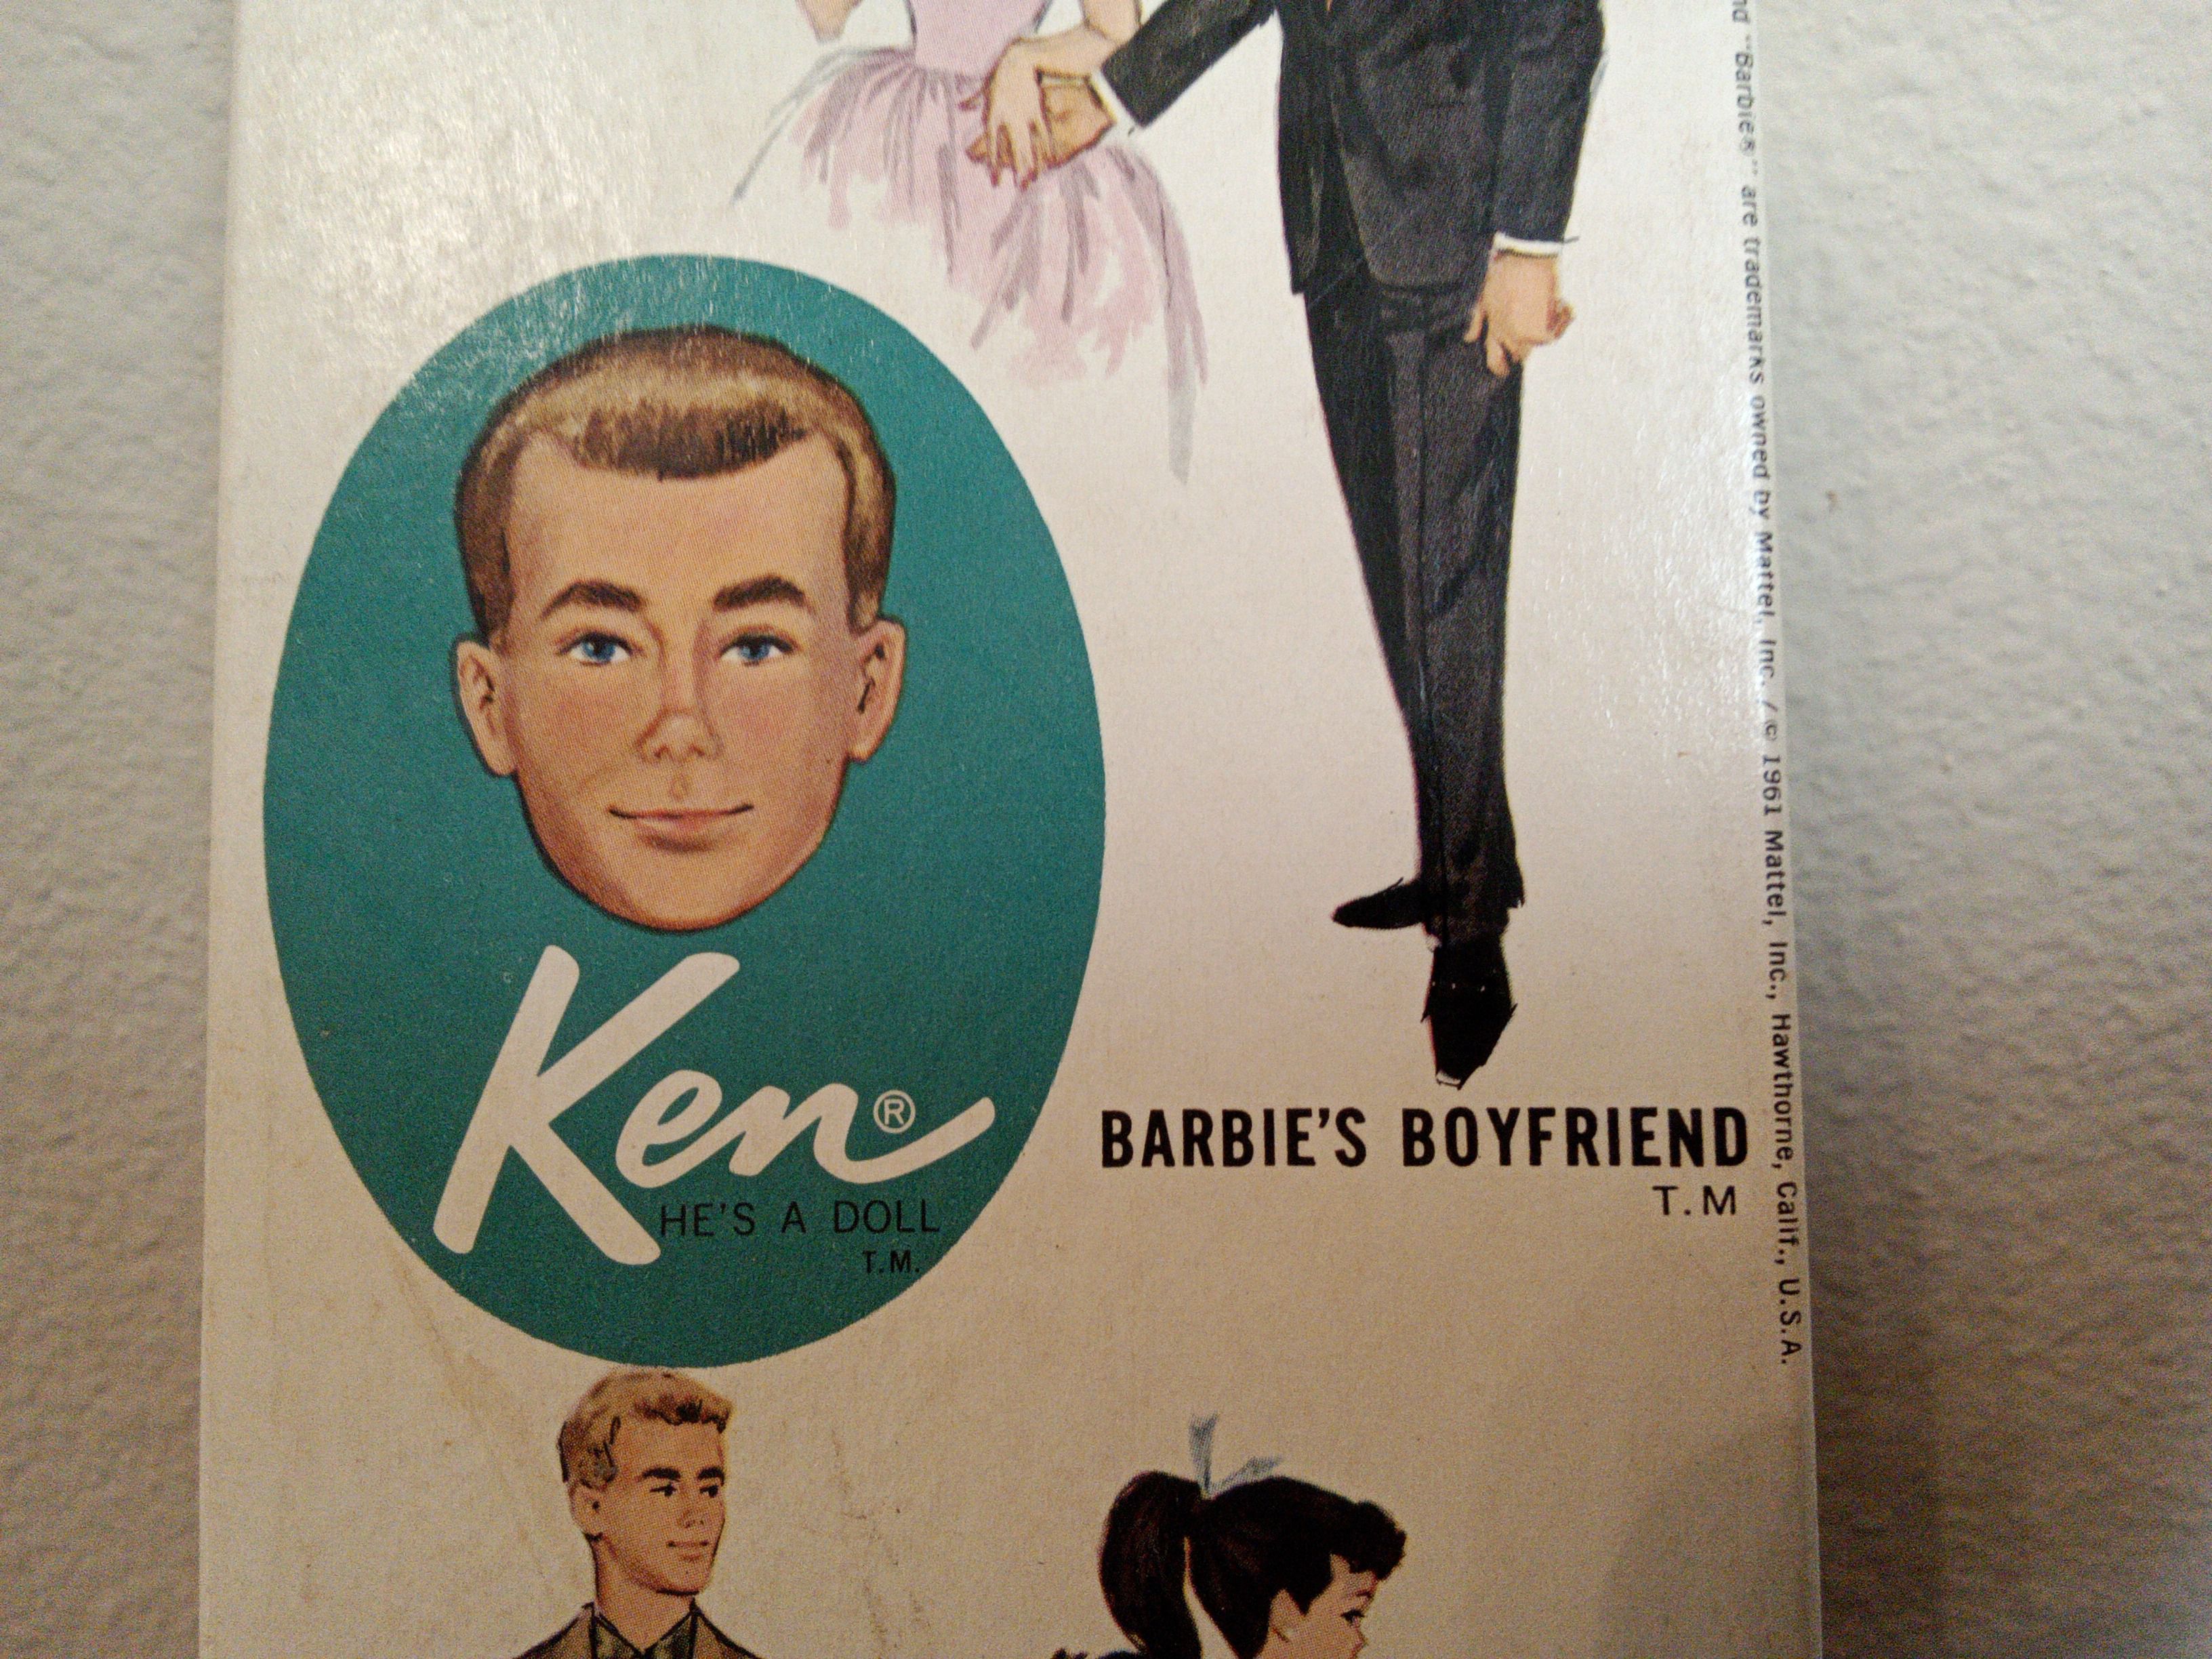 Ken®
HE'S A DOLL
T.M.
BARBIE'S BOYFRIEND
T.M
"Barbie®" are trademarks owned by Mattel, Inc. / © 1961 Mattel, Inc., Hawthorne, Calif., U.S.A.